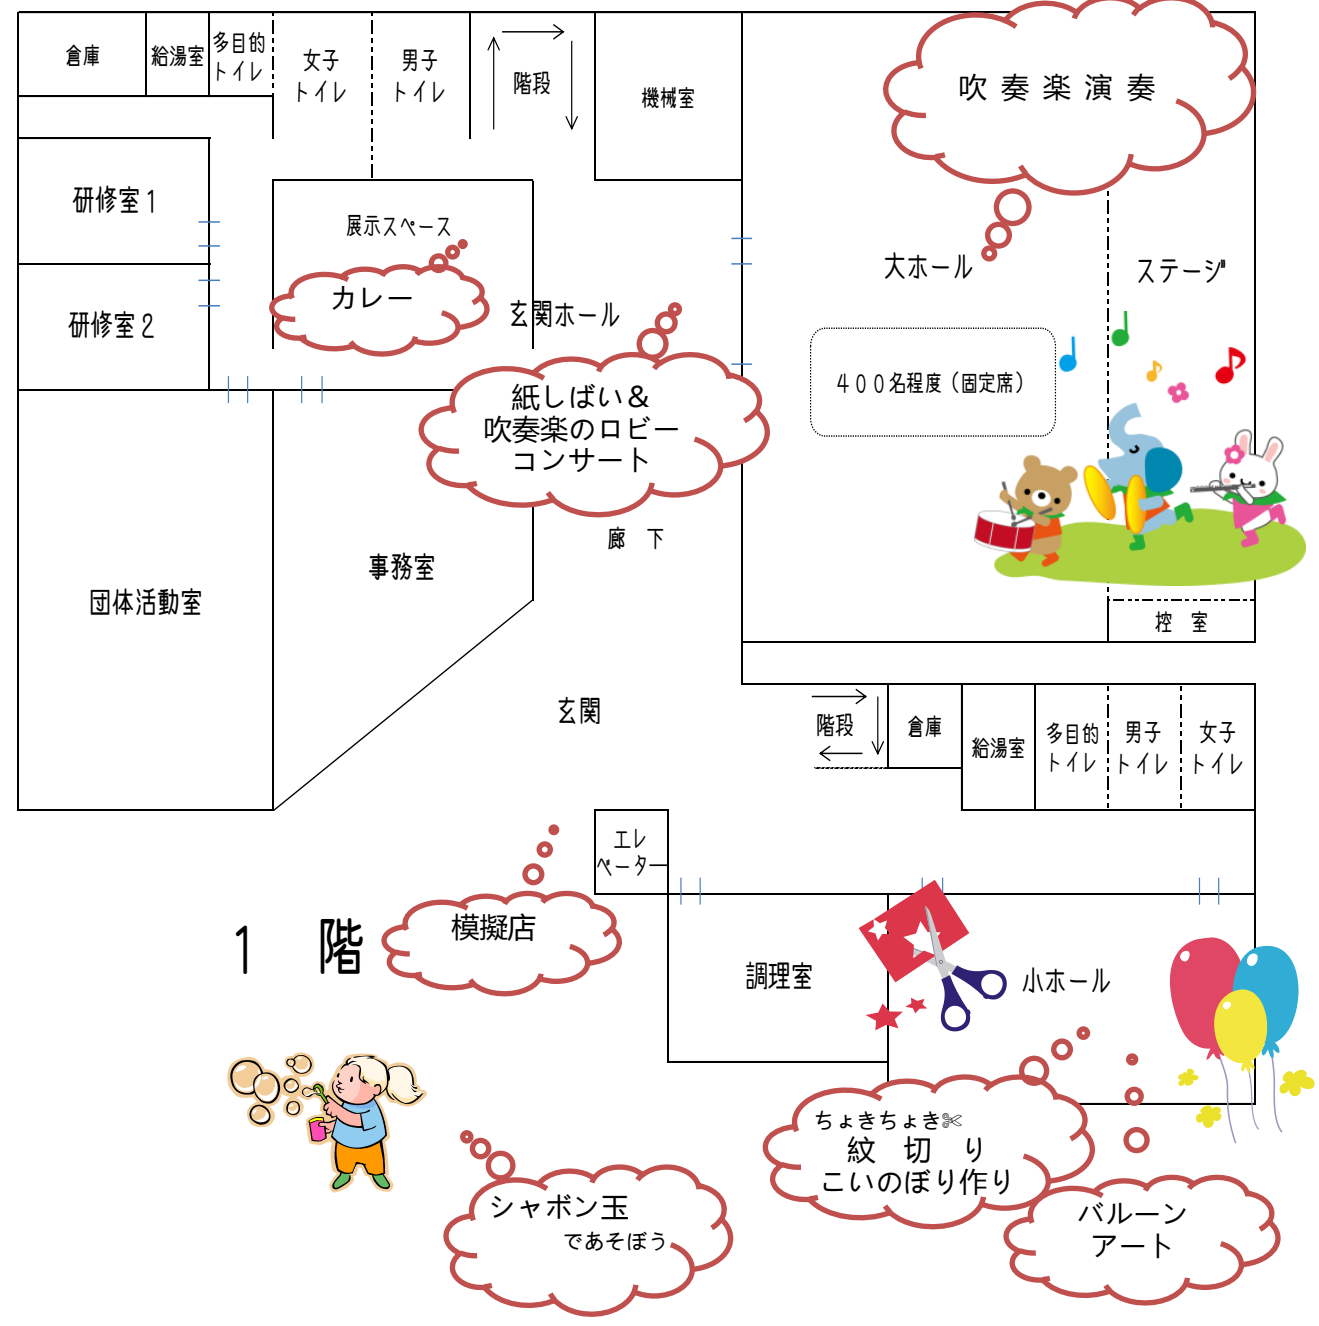 倉庫
給湯室
多目的
トイレ
女子
トイレ
男子
トイレ
階段
機械室
吹奏楽演奏
研修室1
展示スペース
カレー
研修室2
玄関ホール
大ホール
ステージ
400名程度（固定席）
紙しばい＆
吹奏楽のロビー
コンサート
廊 下
事務室
団体活動室
控 室
玄関
階段
倉庫
給湯室
多目的
トイレ
男子
トイレ
女子
トイレ
エレ
ベーター
1 階
模擬店
調理室
小ホール
ちょきちょき✄
紋 切 り
こいのぼり作り
シャボン玉
であそぼう
バルーン
アート